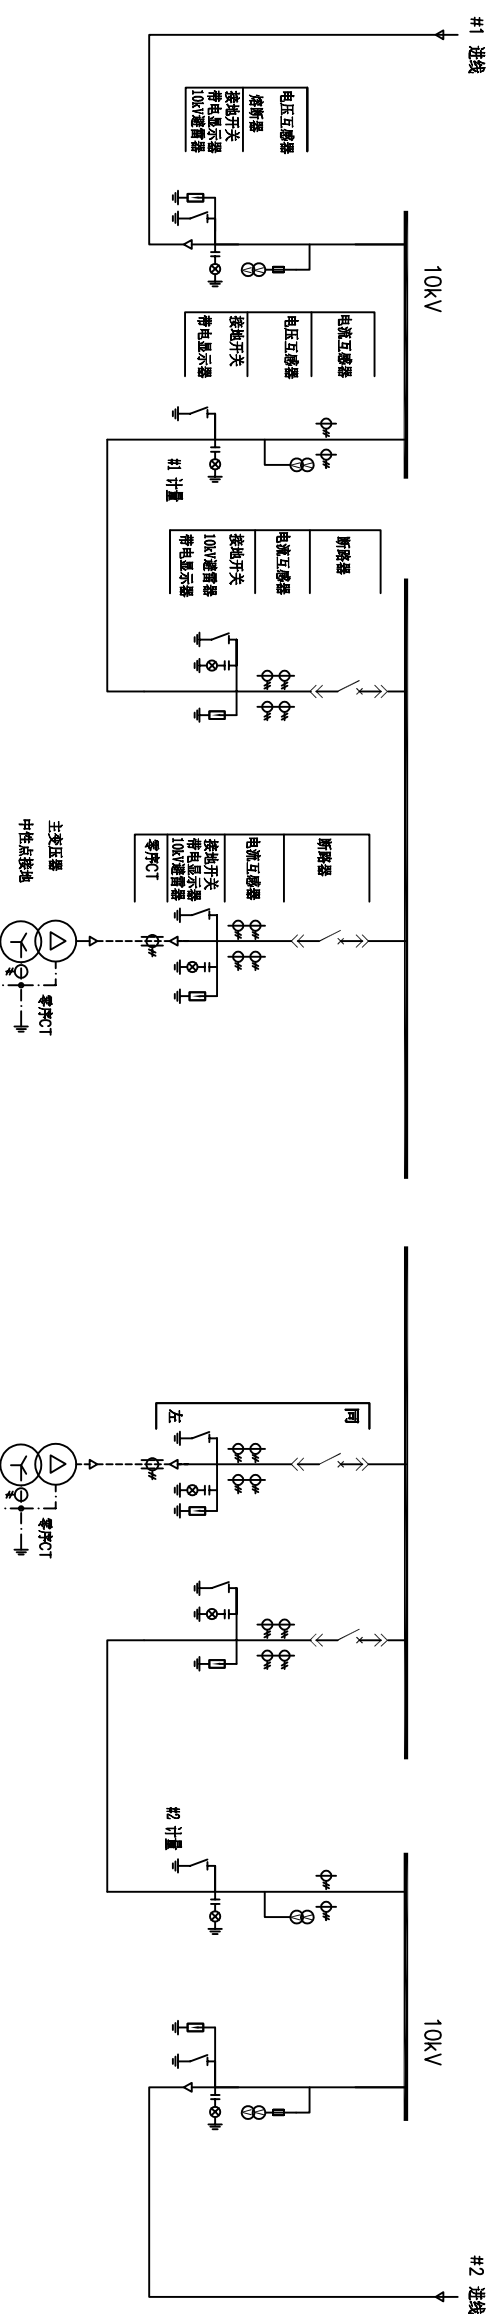 #1 进线
电压互感器
熔断器
接地开关
带电显示器
10kV避雷器
10kV
电流互感器
电压互感器
接地开关
带电显示器
#1 计量
断路器
电流互感器
接地开关
10kV避雷器
带电显示器
断路器
电流互感器
接地开关
带电显示器
10kV避雷器
零序CT
主变压器
中性点接地
零序CT
同
左
零序CT
#2 计量
10kV
#2 进线